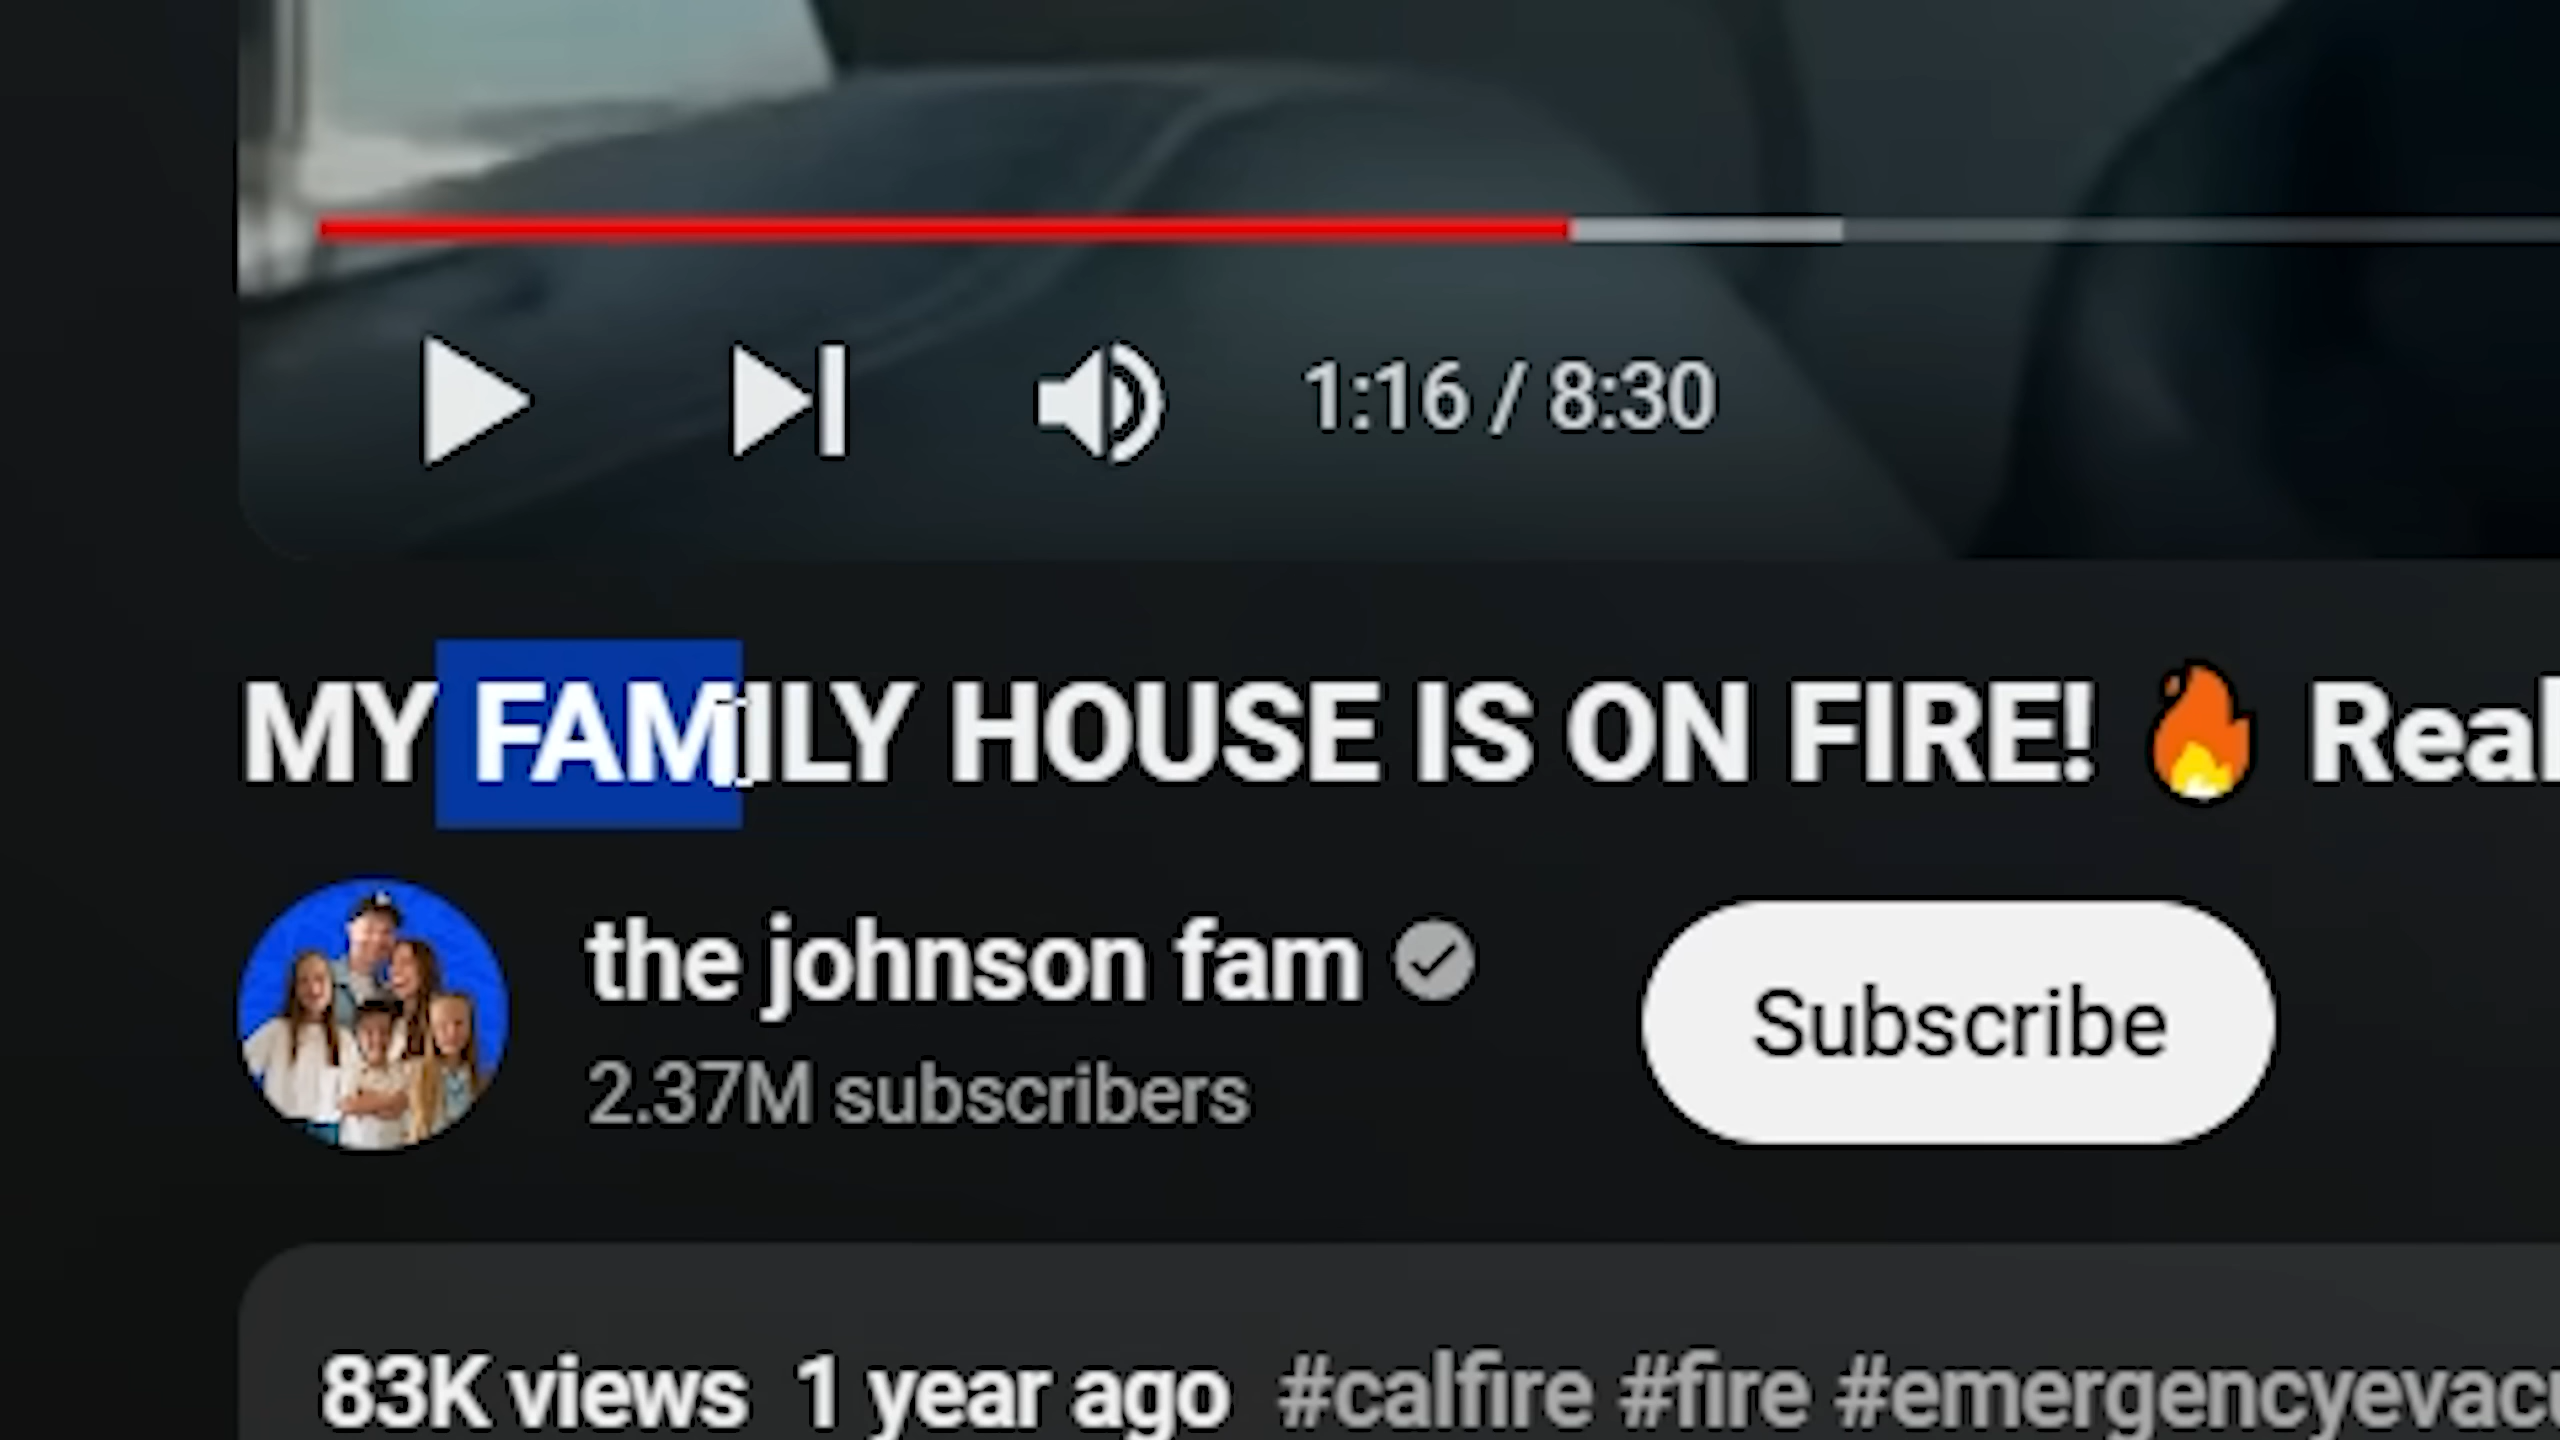 1:16 / 8:30
MY FAMILY HOUSE IS ON FIRE! 🔥 Real
the johnson fam
2.37M subscribers
Subscribe
83K views 1 year ago #calfire #fire #emergencyevacu